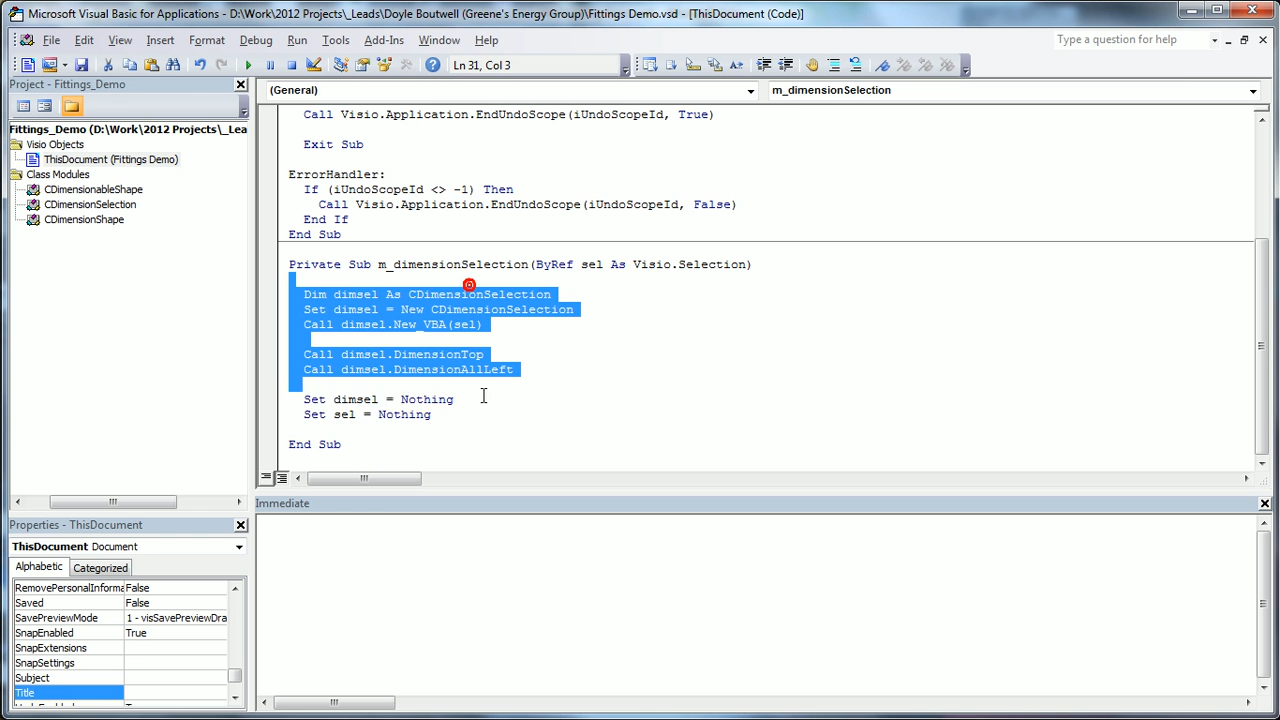 Microsoft Visual Basic for Applications - D:\Work\2012 Projects\_Leads\Doyle Boutwell (Greene's Energy Group)\Fittings Demo.vsd - [ThisDocument (Code)]
File Edit View Insert Format Debug Run Tools Add-Ins Window Help
Type a question for help
Ln 31, Col 3
Project - Fittings_Demo
Fittings_Demo (D:\Work\2012 Projects\_Lea
Visio Objects
ThisDocument (Fittings Demo)
Class Modules
CDimensionableShape
CDimensionSelection
CDimensionShape
(General)
m_dimensionSelection
Call Visio.Application.EndUndoScope(iUndoScopeId, True)
Exit Sub
ErrorHandler:
If (iUndoScopeId <> -1) Then
Call Visio.Application.EndUndoScope(iUndoScopeId, False)
End If
End Sub
Private Sub m_dimensionSelection(ByRef sel As Visio.Selection)
Dim dimsel As CDimensionSelection
Set dimsel = New CDimensionSelection
Call dimsel.New_VBA(sel)
Call dimsel.DimensionTop
Call dimsel.DimensionAllLeft
Set dimsel = Nothing
Set sel = Nothing
End Sub
Immediate
Properties - ThisDocument
ThisDocument Document
Alphabetic Categorized
RemovePersonalInforma False
Saved False
SavePreviewMode 1 - visSavePreviewDra
SnapEnabled True
SnapExtensions
SnapSettings
Subject
Title